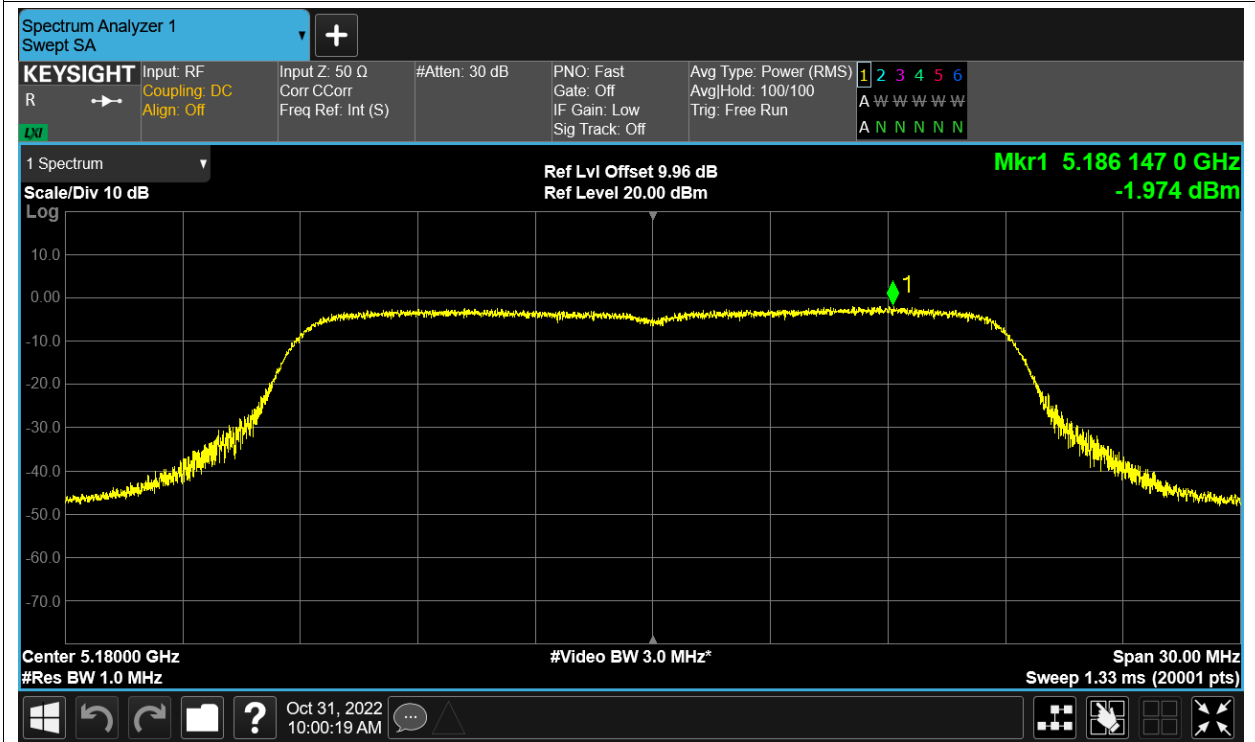 Spectrum Analyzer 1
Swept SA
KEYSIGHT
R
LXI
Input: RF
Coupling: DC
Align: Off
Input Z: 50 Ω
Corr CCorr
Freq Ref: Int (S)
#Atten: 30 dB
PNO: Fast
Gate: Off
IF Gain: Low
Sig Track: Off
Avg Type: Power (RMS)
Avg|Hold: 100/100
Trig: Free Run
1 2 3 4 5 6
A W W W W W
A N N N N N
1 Spectrum
Scale/Div 10 dB
Log
Ref Lvl Offset 9.96 dB
Ref Level 20.00 dBm
Mkr1 5.186 147 0 GHz
-1.974 dBm
10.0
0.00
-10.0
-20.0
-30.0
-40.0
-50.0
-60.0
-70.0
1
Center 5.18000 GHz
#Res BW 1.0 MHz
#Video BW 3.0 MHz*
Span 30.00 MHz
Sweep 1.33 ms (20001 pts)
?
Oct 31, 2022
10:00:19 AM